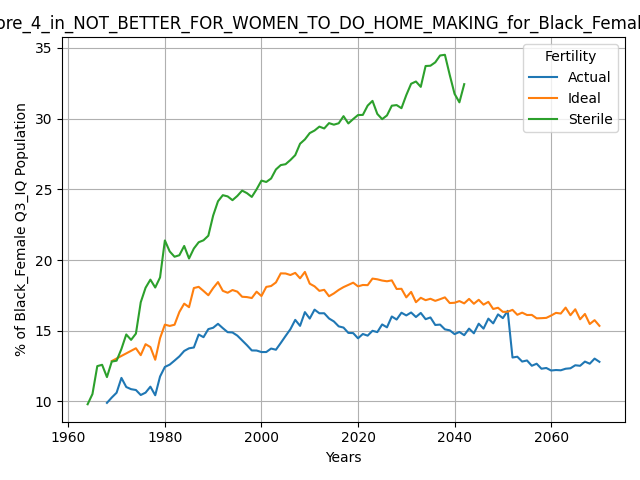 ore_4_in_NOT_BETTER_FOR_WOMEN_TO_DO_HOME_MAKING_for_Black_Female
Fertility
Actual
Ideal
Sterile
% of Black_Female Q3_IQ Population
35
30
25
20
15
10
1960
1980
2000
2020
2040
2060
Years